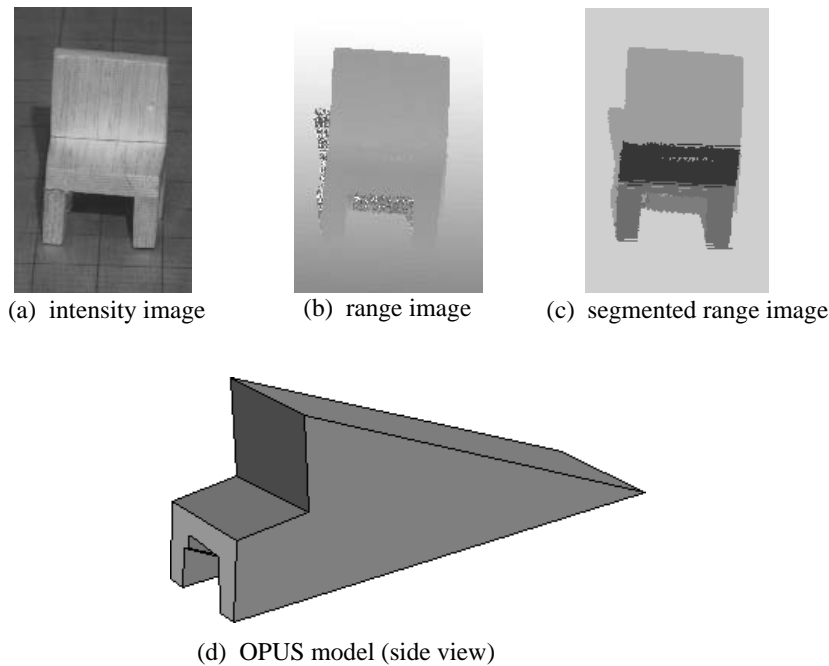 (a) intensity image
(b) range image
(c) segmented range image
(d) OPUS model (side view)